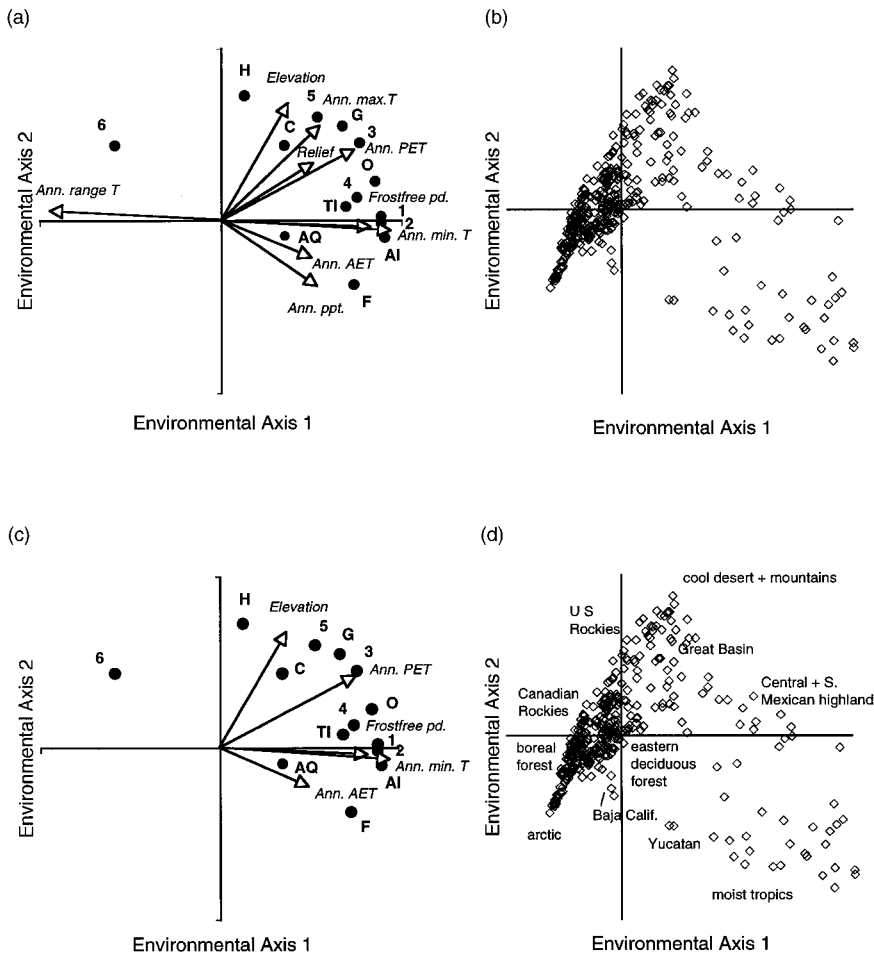 (a)
H
Elevation
5
Ann. max.T
G
C
3
6
Relief
Ann. PET
O
Ann. range T
4
Frostfree pd.
TI
1
2
AQ
Ann. min. T
AI
Ann. AET
Ann. ppt.
F
Environmental Axis 2
Environmental Axis 1
(b)
Environmental Axis 2
Environmental Axis 1
(c)
H
Elevation
5
G
3
6
C
Ann. PET
O
4
Frostfree pd.
TI
1
2
AQ
Ann. min. T
AI
Ann. AET
F
Environmental Axis 2
Environmental Axis 1
(d)
cool desert + mountains
U S
Rockies
Great Basin
Central + S.
Mexican highland
Canadian
Rockies
boreal
forest
eastern
deciduous
forest
Baja Calif.
arctic
Yucatan
moist tropics
Environmental Axis 2
Environmental Axis 1